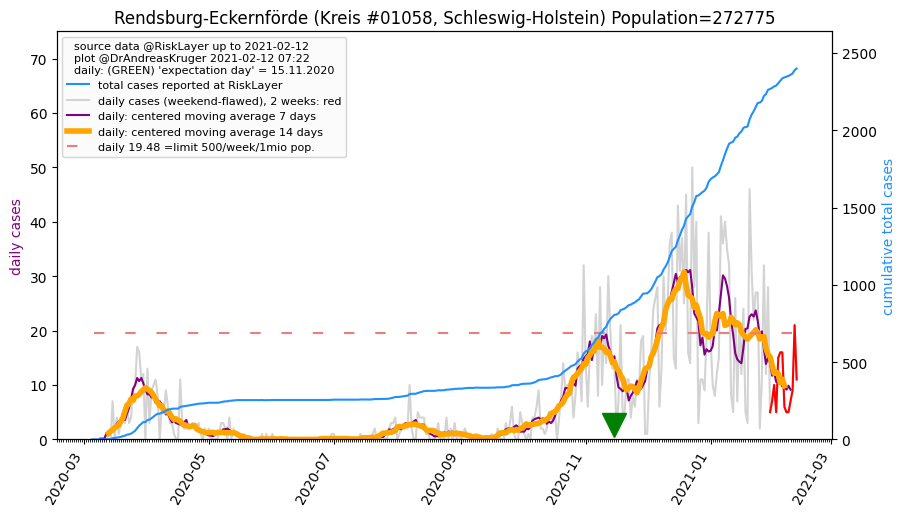 Rendsburg-Eckernförde (Kreis #01058, Schleswig-Holstein) Population=272775
source data @RiskLayer up to 2021-02-12
plot @DrAndreasKruger 2021-02-12 07:22
daily: (GREEN) 'expectation day' = 15.11.2020
total cases reported at RiskLayer
daily cases (weekend-flawed), 2 weeks: red
daily: centered moving average 7 days
daily: centered moving average 14 days
daily 19.48 =limit 500/week/1mio pop.
daily cases
70
60
50
40
30
20
10
0
cumulative total cases
2500
2000
1500
1000
500
0
2020-03
2020-05
2020-07
2020-09
2020-11
2021-01
2021-03